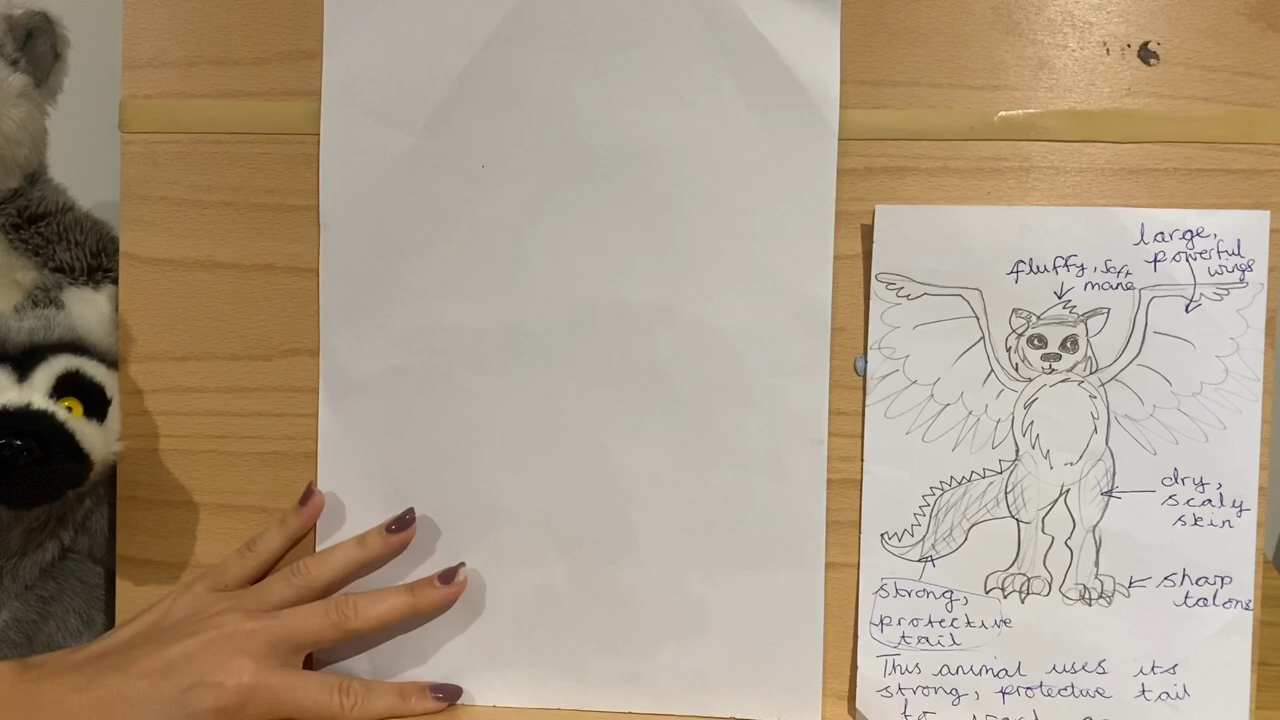 large,
powerful
wings
fluffy, soft
mane
dry,
scaly
skin
sharp
talons
strong,
protective
tail
This animal uses its
strong, protective tail
to